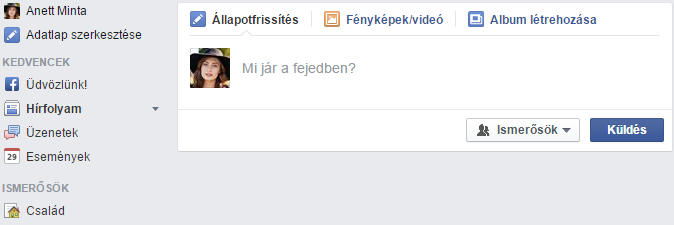 Anett Minta
Adatlap szerkesztése
KEDVENCEK
Üdvözlünk!
Hírfolyam
Üzenetek
29 Események
ISMERŐSÖK
Család
Állapotfrissítés Fényképek/videó Album létrehozása
Mi jár a fejedben?
Ismerősök Küldés